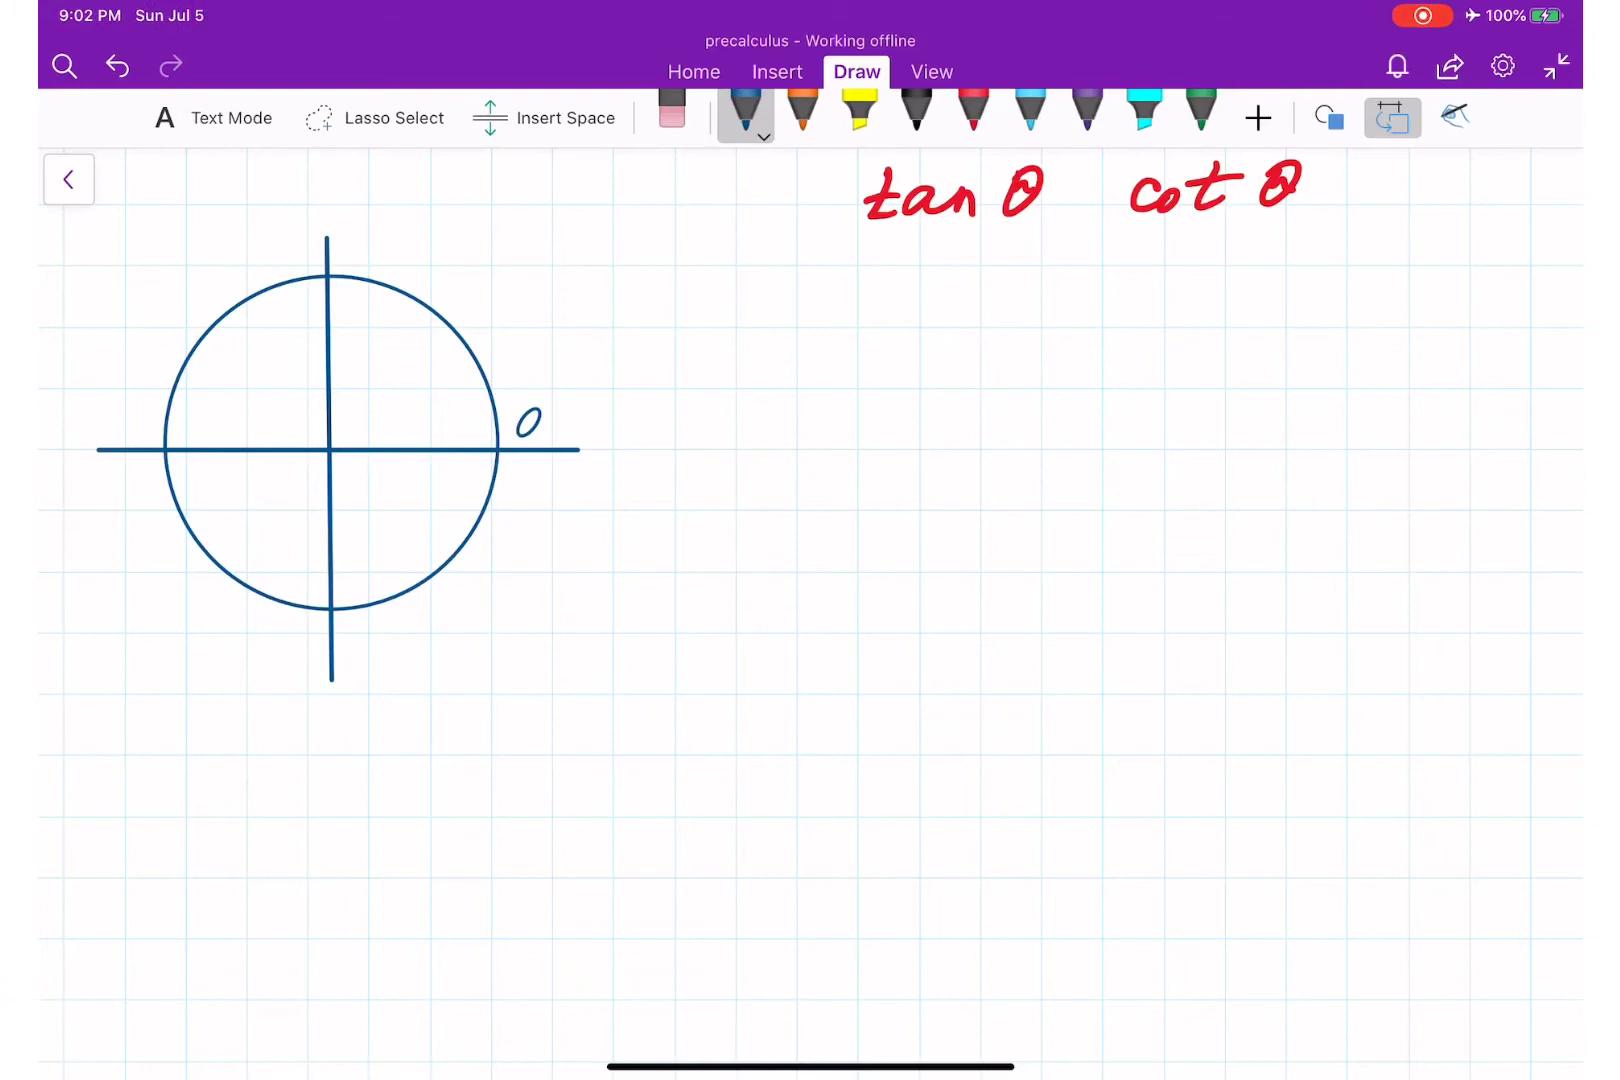 9:02 PM Sun Jul 5 100%
precalculus - Working offline
Home Insert Draw View
A Text Mode Lasso Select Insert Space
tan θ cot θ
0